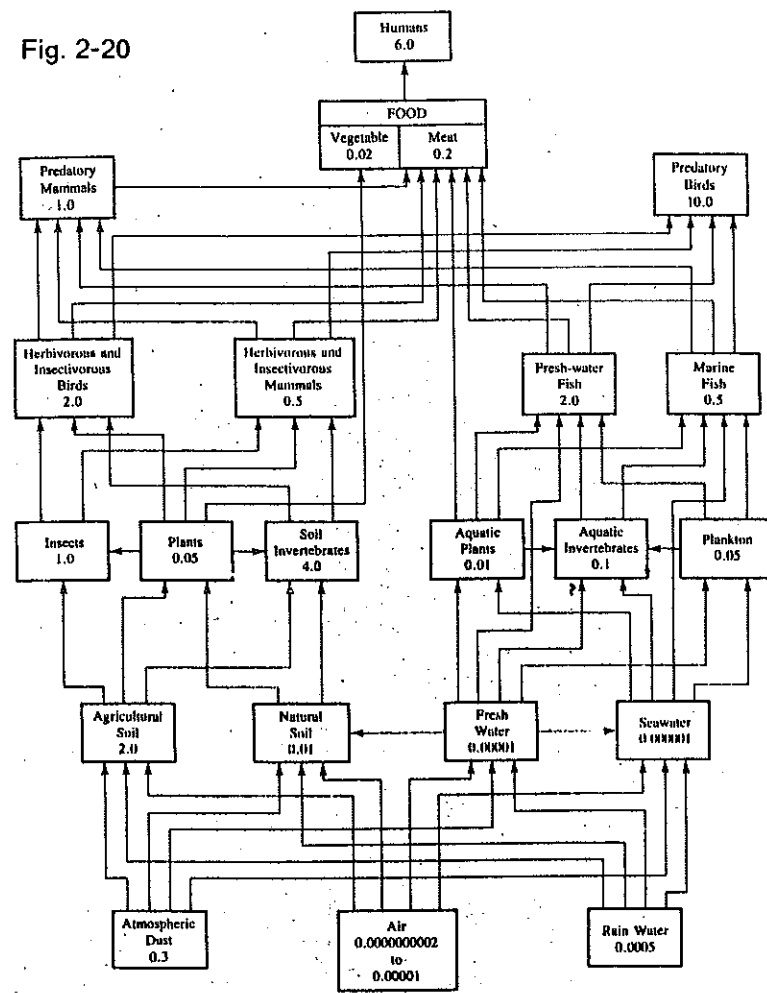 Fig. 2-20
Humans
6.0
FOOD
Vegetable
0.02
Meat
0.2
Predatory
Mammals
1.0
Predatory
Birds
10.0
Herbivorous and
Insectivorous
Birds
2.0
Herbivorous and
Insectivorous
Mammals
0.5
Fresh-water
Fish
2.0
Marine
Fish
0.5
Insects
1.0
Plants
0.05
Soil
Invertebrates
4.0
Aquatic
Plants
0.01
Aquatic
Invertebrates
0.1
Plankton
0.05
Agricultural
Soil
2.0
Natural
Soil
0.01
Fresh
Water
0.00001
Seawater
0.000001
Atmospheric
Dust
0.3
Air
0.0000000002
to
0.00001
Rain Water
0.0005